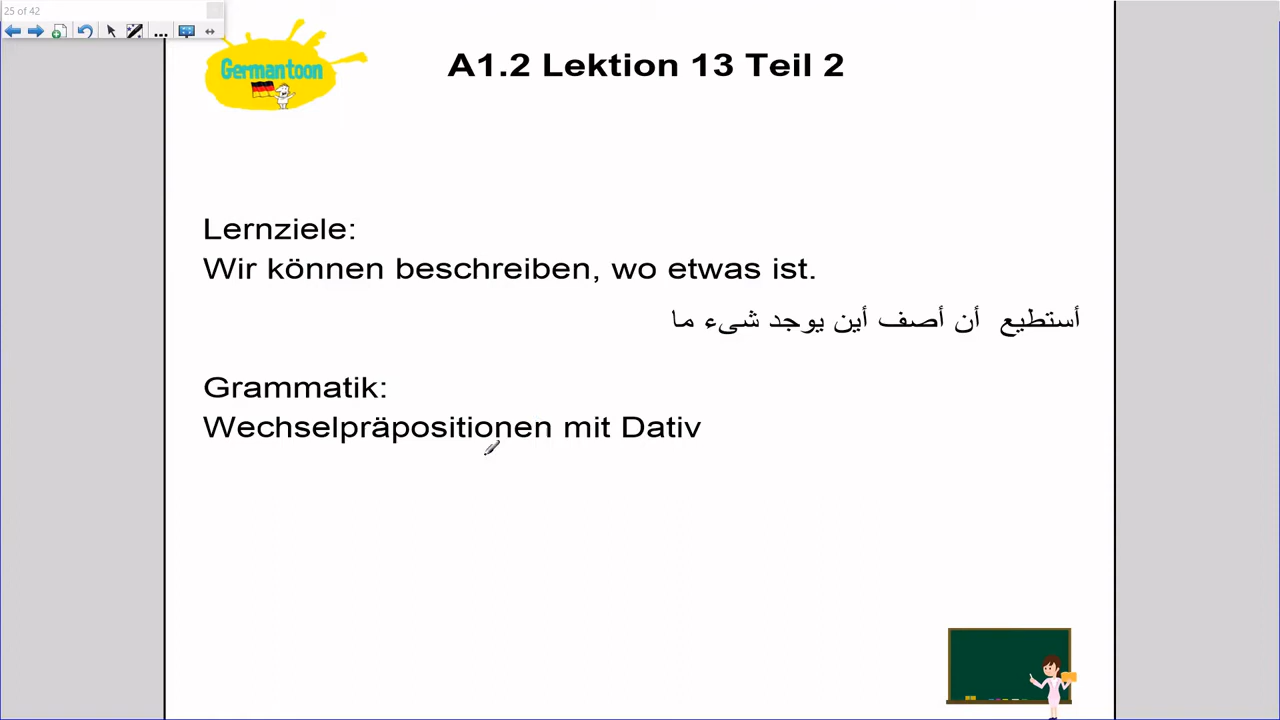 25 of 42
Germantoon
A1.2 Lektion 13 Teil 2
Lernziele:
Wir können beschreiben, wo etwas ist.
أستطيع أن أصف أين يوجد شىء ما
Grammatik:
Wechselpräpositionen mit Dativ